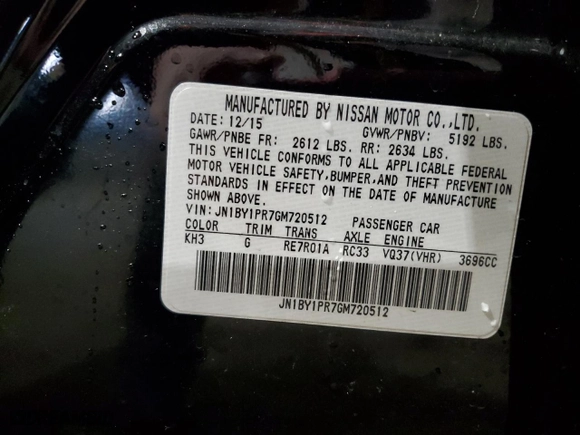 MANUFACTURED BY NISSAN MOTOR CO.,LTD.
DATE: 12/15 GVWR/PNBV: 5192 LBS.
GAWR/PNBE FR: 2612 LBS. RR: 2634 LBS.
THIS VEHICLE CONFORMS TO ALL APPLICABLE FEDERAL
MOTOR VEHICLE SAFETY,BUMPER,AND THEFT PREVENTION
STANDARDS IN EFFECT ON THE DATE OF MANUFACTURE
SHOWN ABOVE.
VIN: JN1BY1PR7GM720512 PASSENGER CAR
COLOR TRIM TRANS AXLE ENGINE
KH3 G RE7R01A RC33 VQ37(VHR) 3696CC
JN1BY1PR7GM720512